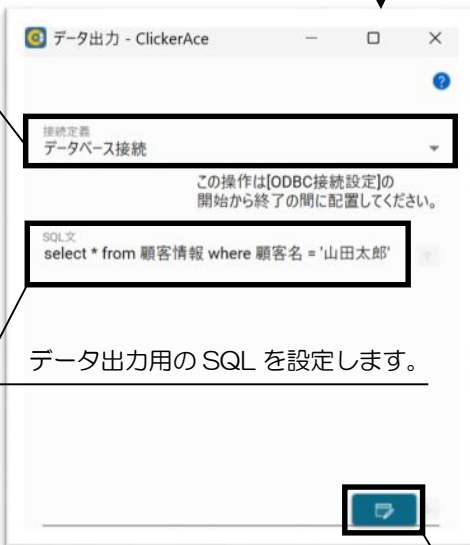 データ出力 - ClickerAce
接続定義
データベース接続
この操作は[ODBC接続設定]の
開始から終了の間に配置してください。
SQL文
select * from 顧客情報 where 顧客名 = '山田太郎'
データ出力用の SQL を設定します。